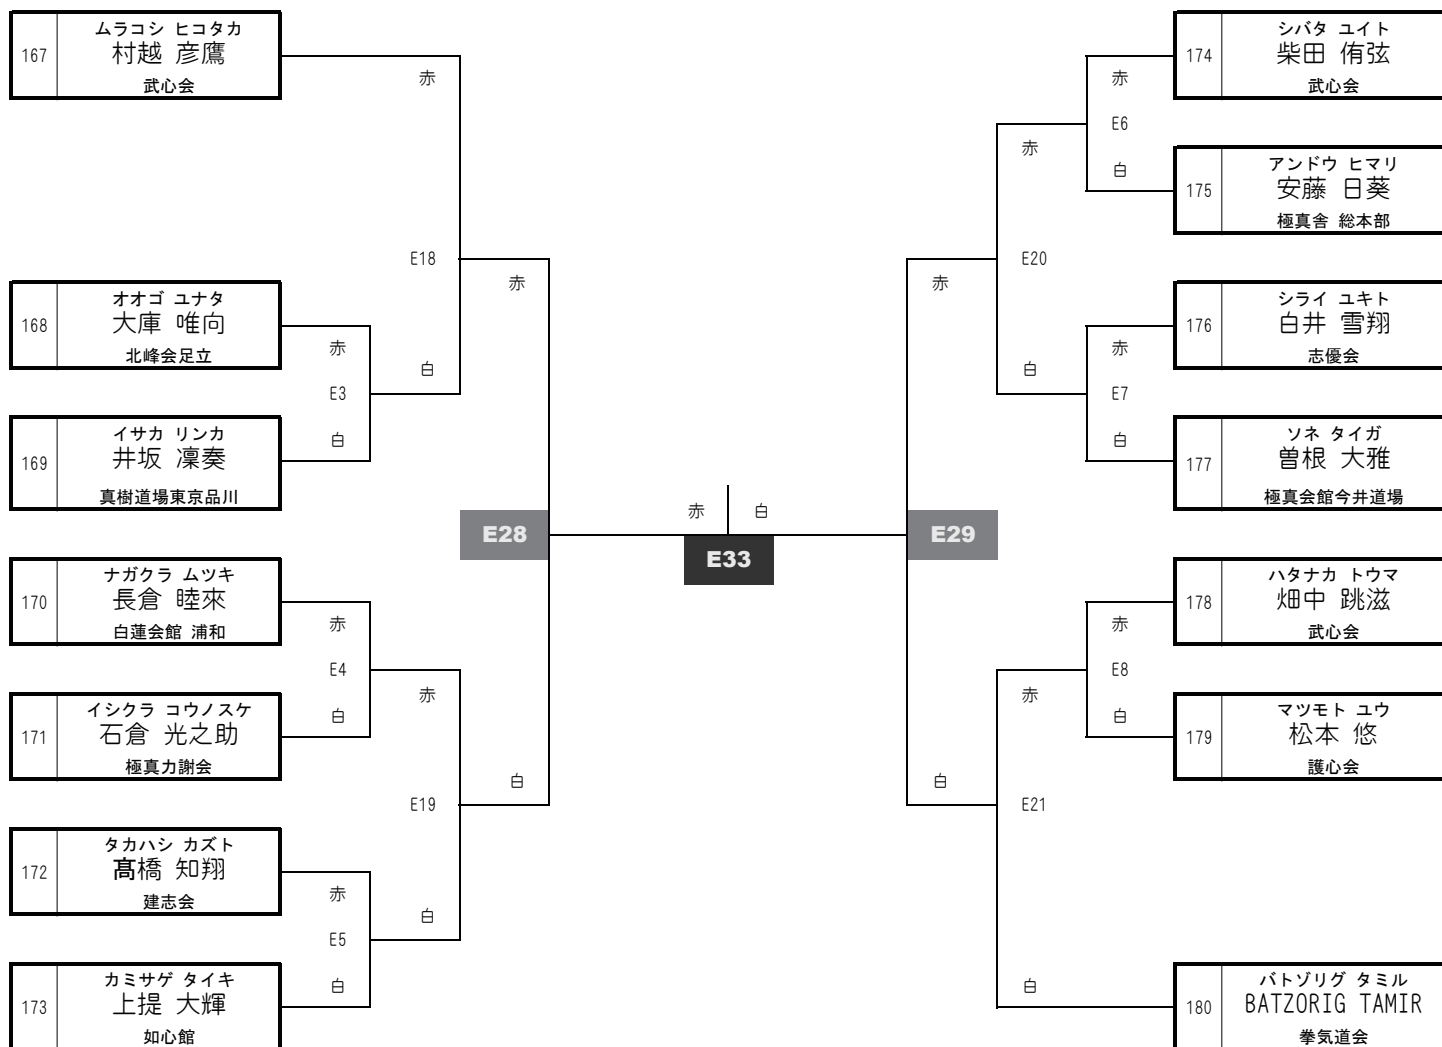 167
ムラコシ ヒコタカ
村越 彦鷹
武心会
赤
E18
168
オオゴ ユナタ
大庫 唯向
北峰会足立
赤
E3
白
白
169
イサカ リンカ
井坂 凜奏
真樹道場東京品川
赤
E28
170
ナガクラ ムツキ
長倉 睦來
白蓮会館 浦和
赤
E4
白
赤
171
イシクラ コウノスケ
石倉 光之助
極真力謝会
E19
白
172
タカハシ カズト
髙橋 知翔
建志会
赤
E5
白
白
173
カミサゲ タイキ
上提 大輝
如心館
赤 白
E33
174
シバタ ユイト
柴田 侑弦
武心会
赤
E6
白
赤
175
アンドウ ヒマリ
安藤 日葵
極真舎 総本部
E20
赤
176
シライ ユキト
白井 雪翔
志優会
赤
E7
白
白
177
ソネ タイガ
曽根 大雅
極真会館今井道場
E29
178
ハタナカ トウマ
畑中 跳滋
武心会
赤
E8
白
赤
179
マツモト ユウ
松本 悠
護心会
白
E21
白
180
バトゾリグ タミル
BATZORIG TAMIR
拳気道会